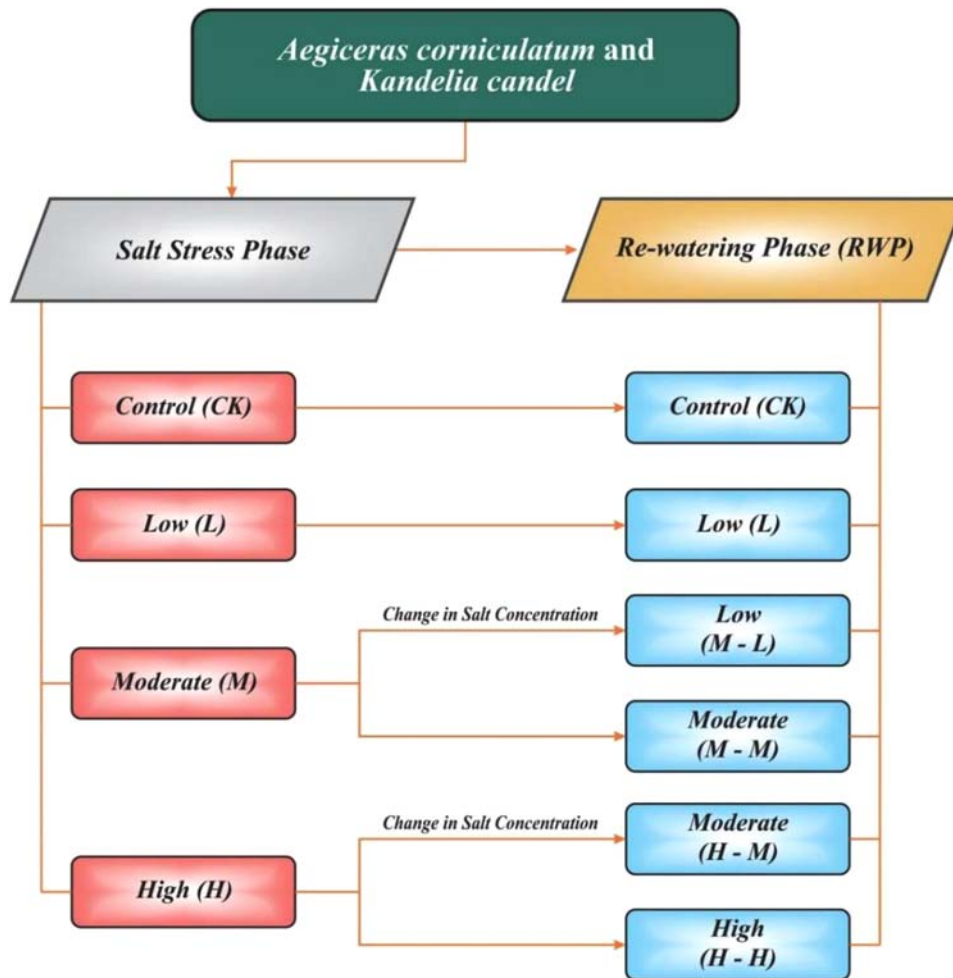 Aegiceras corniculatum and
Kandelia candel
Salt Stress Phase
Re-watering Phase (RWP)
Control (CK)
Control (CK)
Low (L)
Low (L)
Change in Salt Concentration
Low
(M - L)
Moderate (M)
Moderate
(M - M)
Change in Salt Concentration
Moderate
(H - M)
High (H)
High
(H - H)